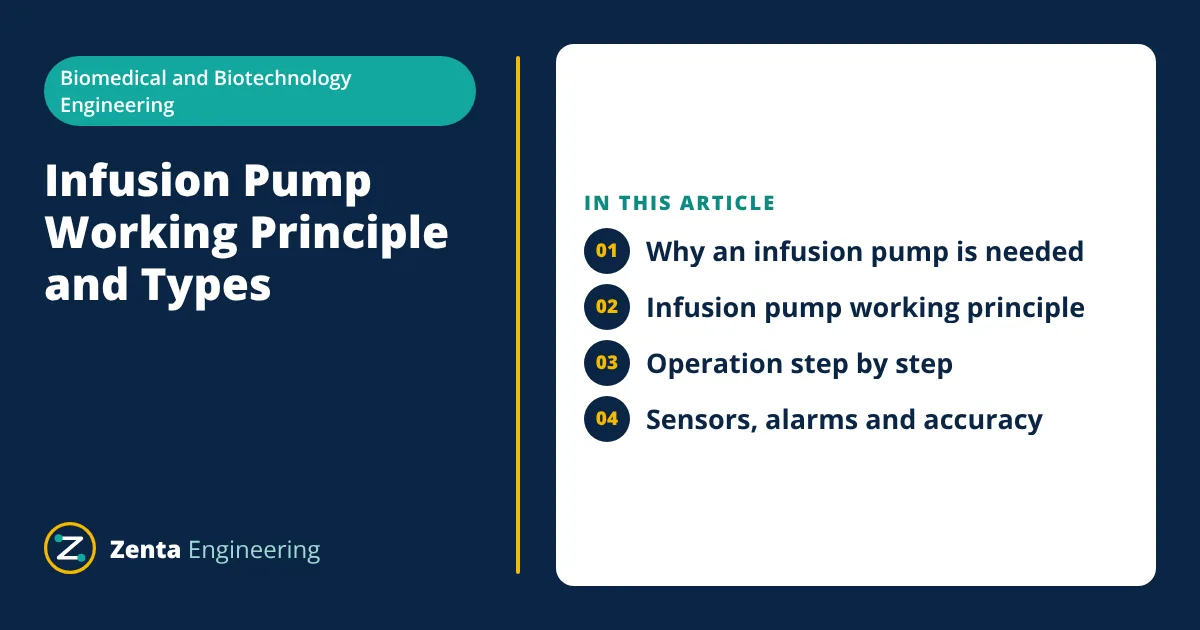 Biomedical and Biotechnology
Engineering
Infusion Pump
Working Principle
and Types
Zenta Engineering
IN THIS ARTICLE
01 Why an infusion pump is needed
02 Infusion pump working principle
03 Operation step by step
04 Sensors, alarms and accuracy